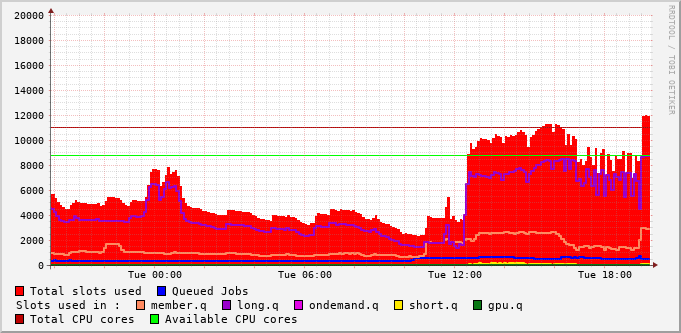 20000
18000
16000
14000
12000
10000
8000
6000
4000
2000
0
Tue 00:00 Tue 06:00 Tue 12:00 Tue 18:00
RRDTOOL / TOBI OETIKER
Total slots used Queued Jobs
Slots used in : member.q long.q ondemand.q short.q gpu.q
Total CPU cores Available CPU cores